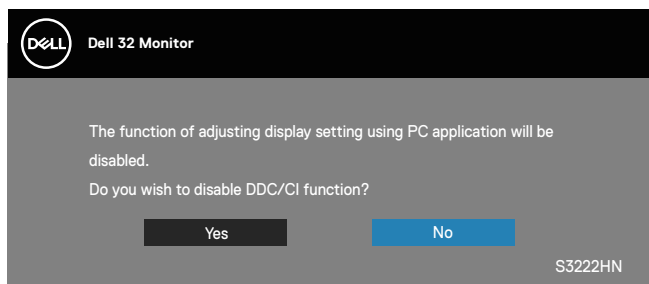 DELL
Dell 32 Monitor
The function of adjusting display setting using PC application will be
disabled.
Do you wish to disable DDC/CI function?
Yes
No
S3222HN